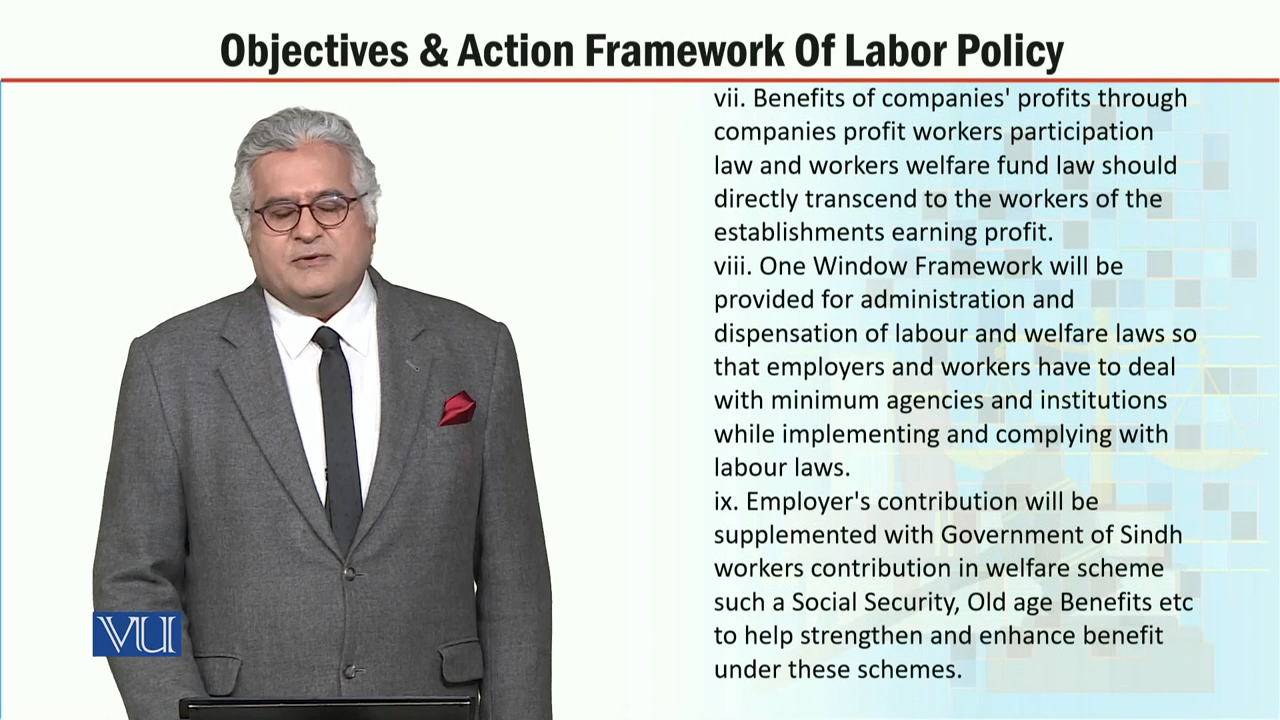 Objectives & Action Framework Of Labor Policy
vii. Benefits of companies' profits through
companies profit workers participation
law and workers welfare fund law should
directly transcend to the workers of the
establishments earning profit.
viii. One Window Framework will be
provided for administration and
dispensation of labour and welfare laws so
that employers and workers have to deal
with minimum agencies and institutions
while implementing and complying with
labour laws.
ix. Employer's contribution will be
supplemented with Government of Sindh
workers contribution in welfare scheme
such a Social Security, Old age Benefits etc
to help strengthen and enhance benefit
under these schemes.
VU